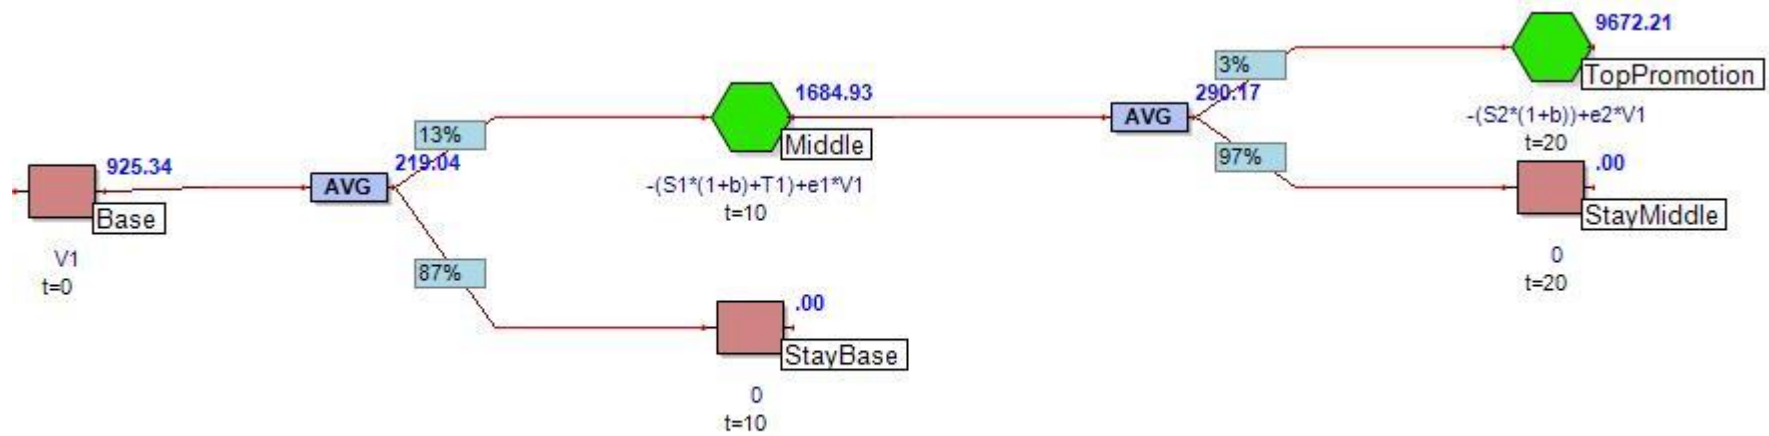 925.34
Base
V1
t=0
AVG
219.04
13%
87%
1684.93
Middle
-(S1*(1+b)+T1)+e1*V1
t=10
.00
StayBase
0
t=10
AVG
290.17
3%
97%
9672.21
TopPromotion
-(S2*(1+b))+e2*V1
t=20
.00
StayMiddle
0
t=20